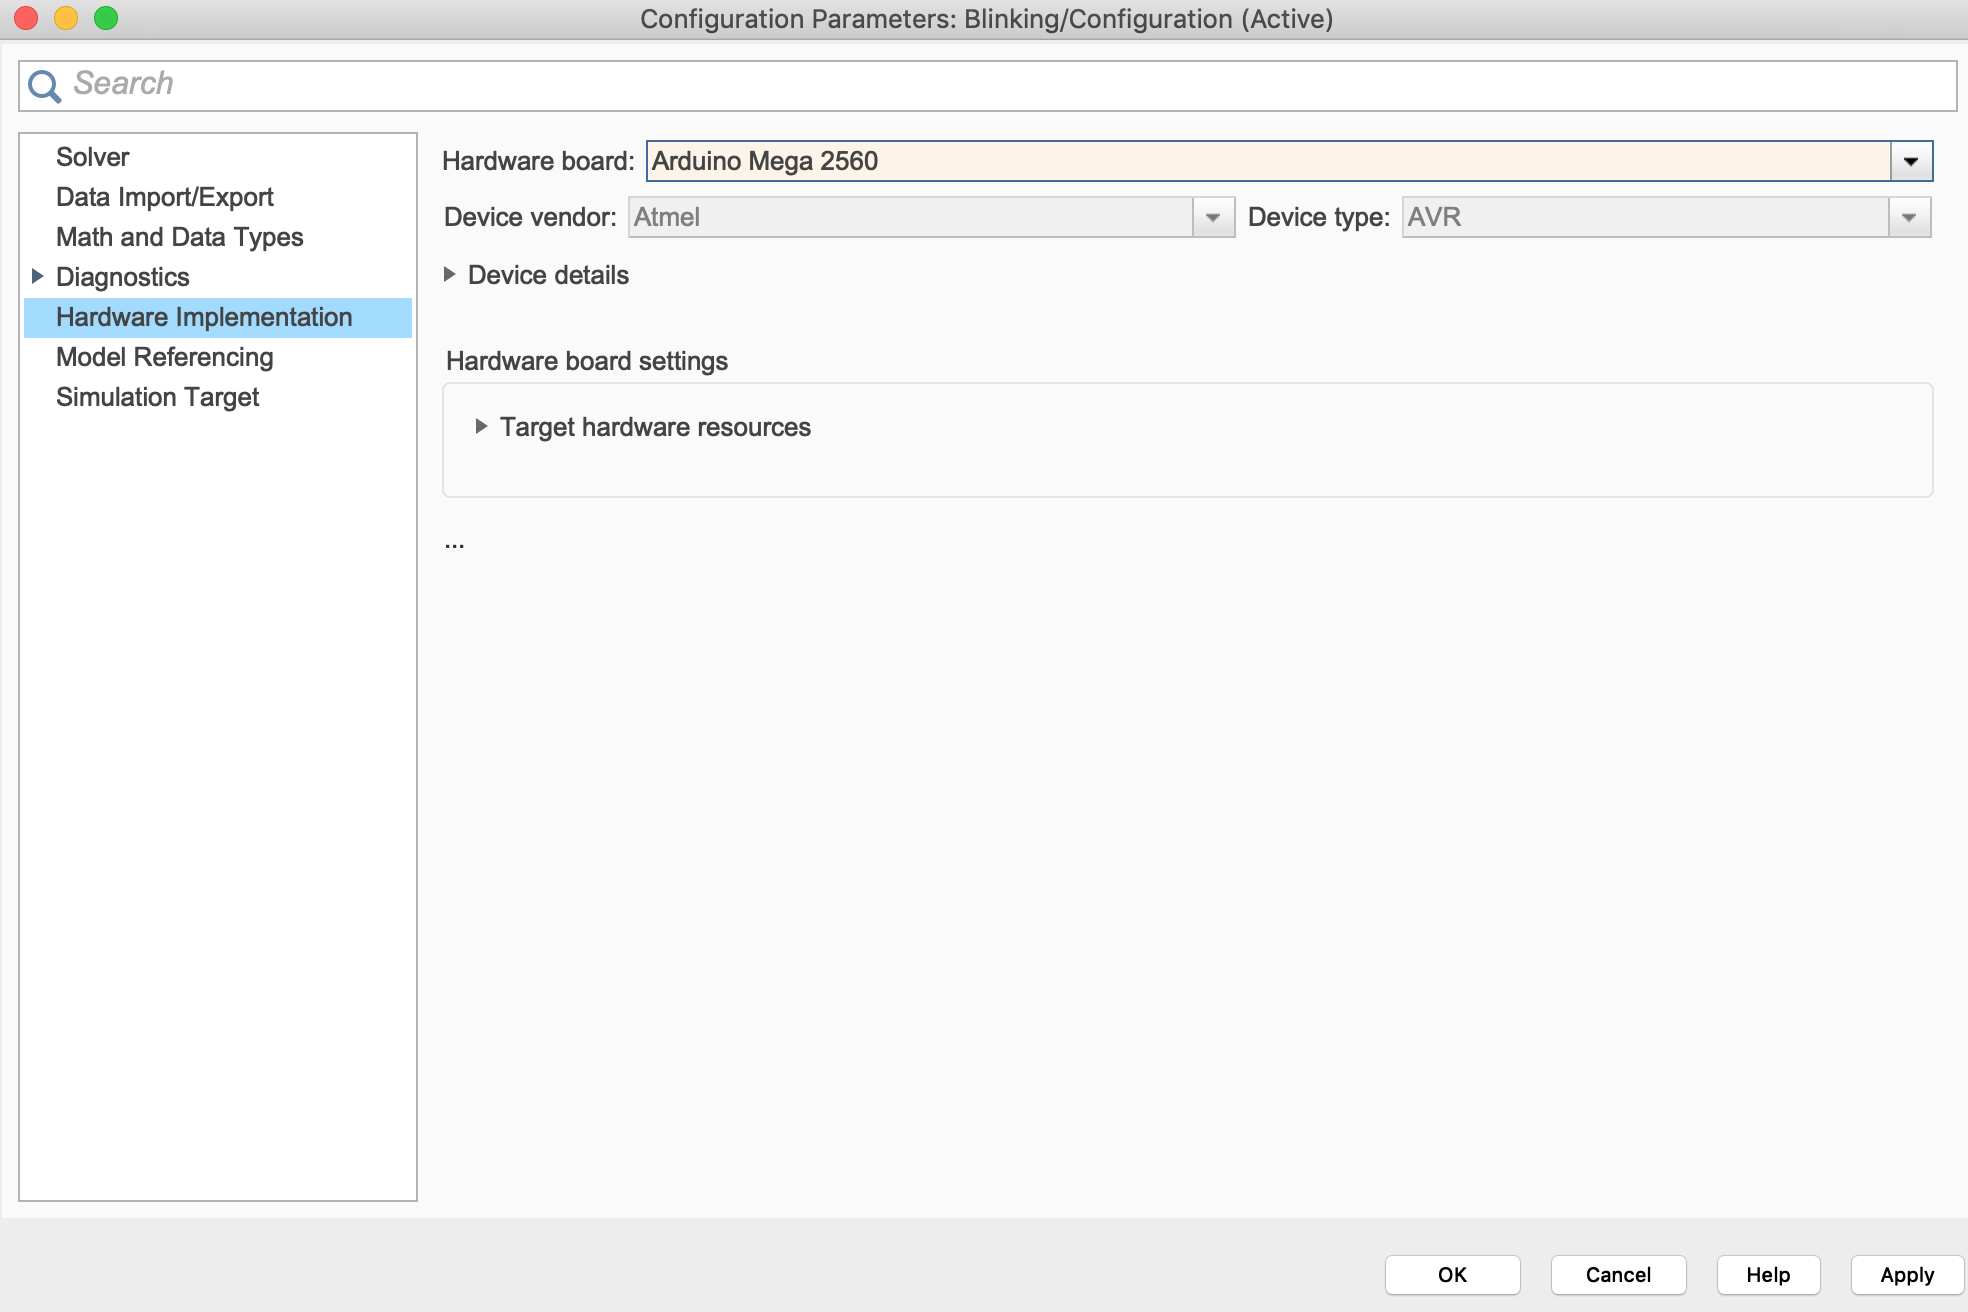 Configuration Parameters: Blinking/Configuration (Active)
Search
Solver
Data Import/Export
Math and Data Types
Diagnostics
Hardware Implementation
Model Referencing
Simulation Target
Hardware board: Arduino Mega 2560
Device vendor: Atmel Device type: AVR
Device details
Hardware board settings
Target hardware resources
...
OK Cancel Help Apply